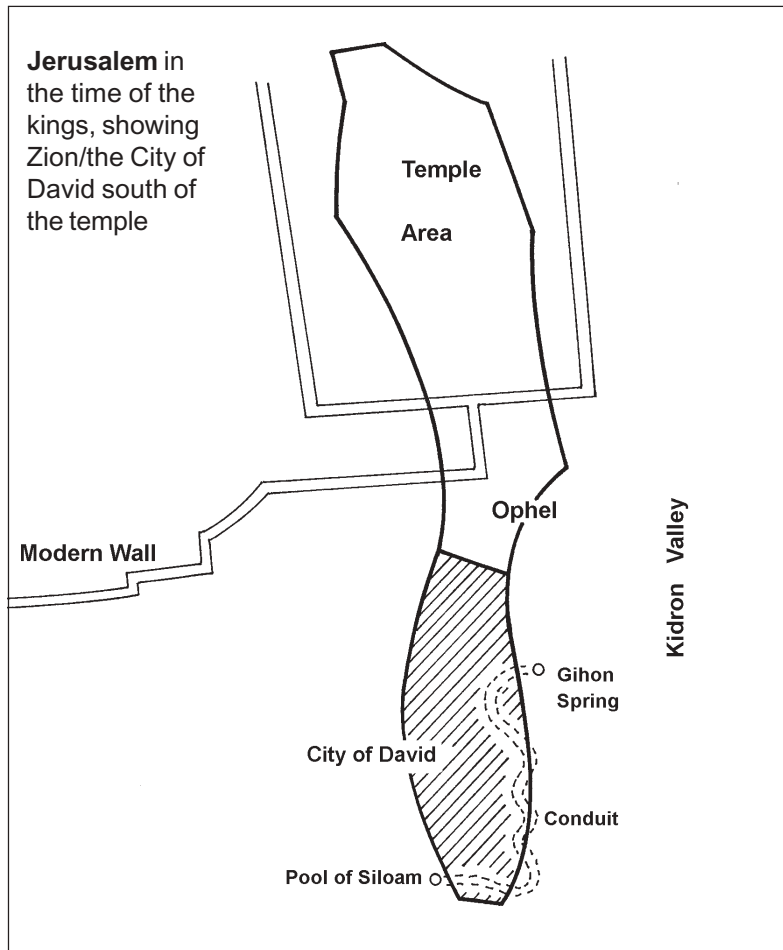 Jerusalem in
the time of the
kings, showing
Zion/the City of
David south of
the temple
Temple
Area
Ophel
Modern Wall
Kidron Valley
Gihon
Spring
City of David
Conduit
Pool of Siloam